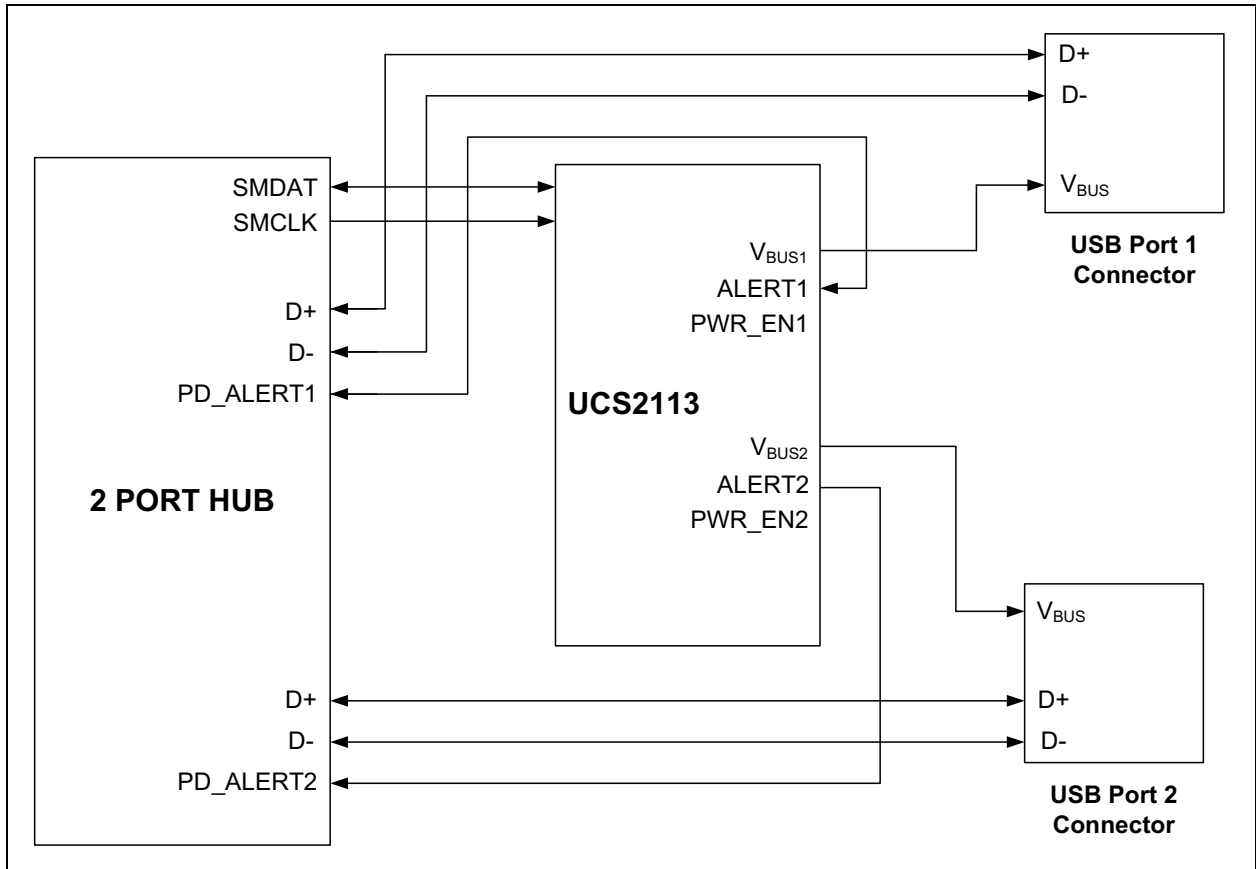 SMDAT
SMCLK
D+
D-
PD_ALERT1
2 PORT HUB
D+
D-
PD_ALERT2
UCS2113
VBUS1
ALERT1
PWR_EN1
VBUS2
ALERT2
PWR_EN2
D+
D-
VBUS
USB Port 1
Connector
VBUS
D+
D-
USB Port 2
Connector